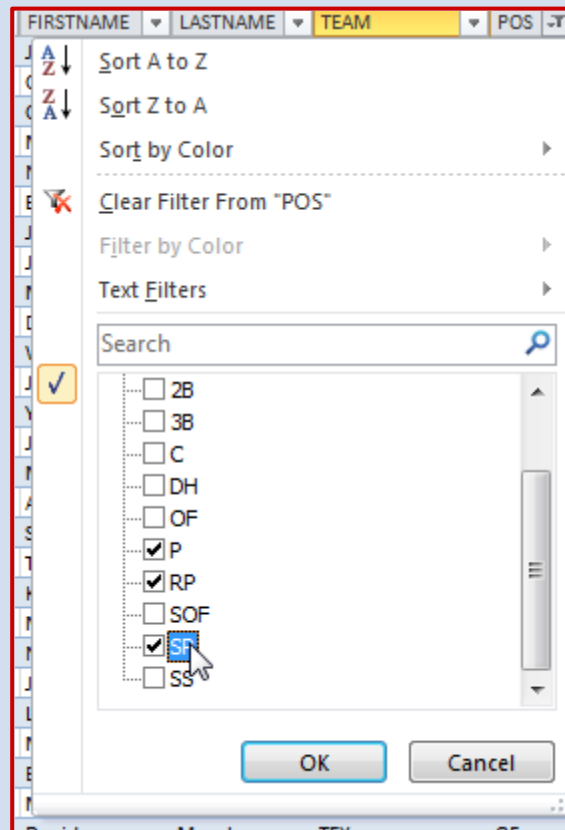 FIRSTNAME LASTNAME TEAM POS
Sort A to Z
Sort Z to A
Sort by Color
Clear Filter From "POS"
Filter by Color
Text Filters
Search
2B
3B
C
DH
OF
P
RP
SOF
SP
SS
OK Cancel